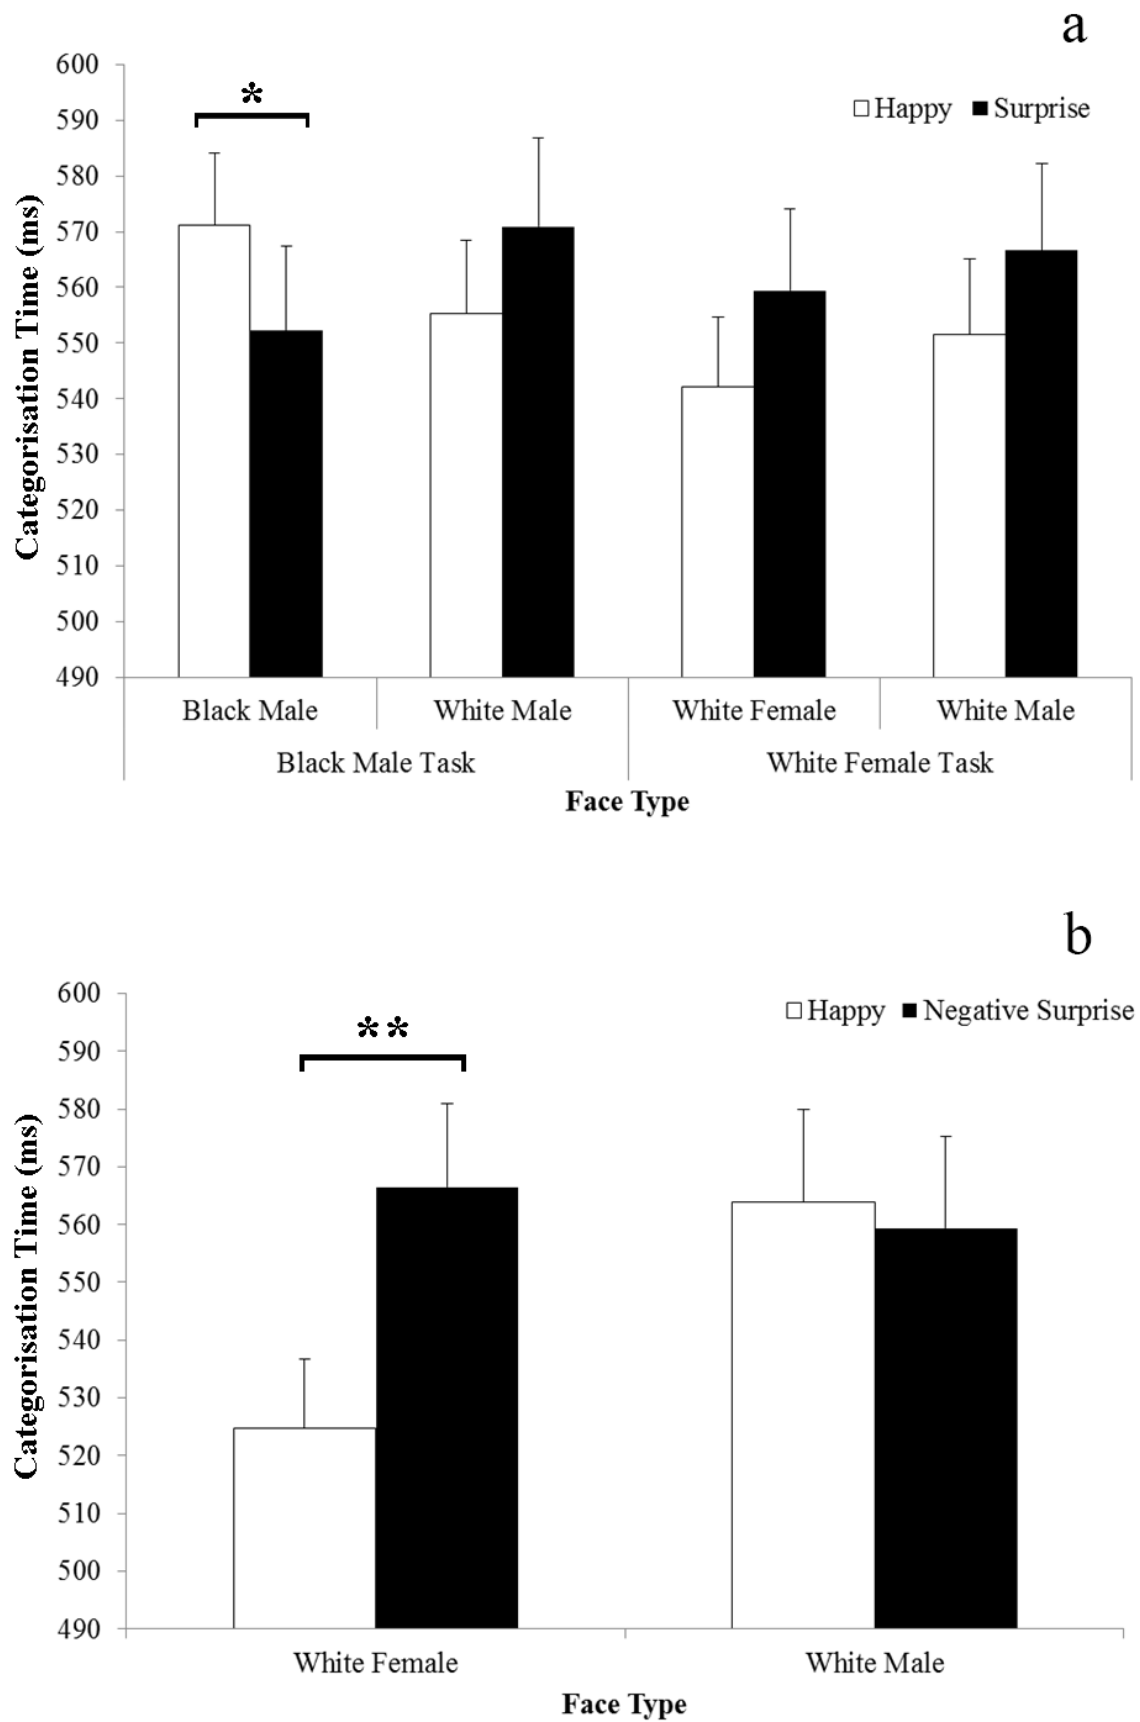 a
600
*
590
Happy Surprise
580
570
560
550
540
530
520
510
500
490
Categorisation Time (ms)
Black Male White Male White Female White Male
Black Male Task White Female Task
Face Type
b
600
Happy Negative Surprise
**
590
580
570
560
550
540
530
520
510
500
490
Categorisation Time (ms)
White Female White Male
Face Type